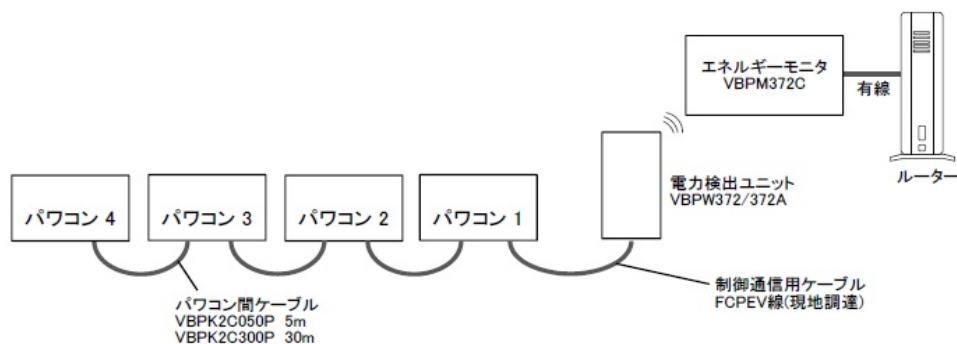 エネルギーモニタ
VBPM372C
有線
ルーター
電力検出ユニット
VBPW372/372A
パワコン 4
パワコン 3
パワコン 2
パワコン 1
パワコン間ケーブル
VBPK2C050P 5m
VBPK2C300P 30m
制御通信用ケーブル
FCPEV線(現地調達)